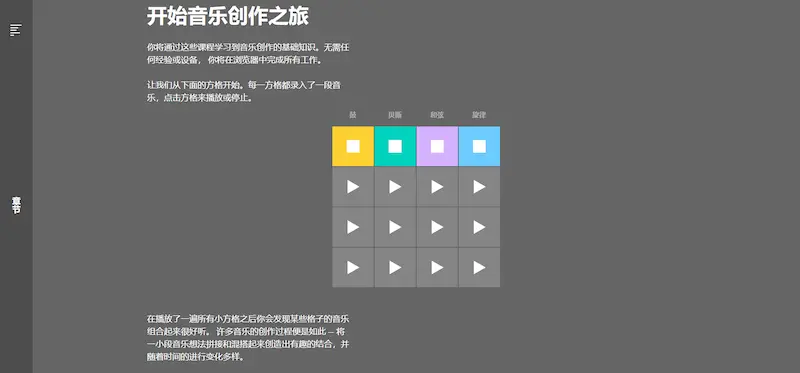 开始音乐创作之旅
你将通过这些课程学习到音乐创作的基础知识。无需任
何经验或设备， 你将在浏览器中完成所有工作。
让我们从下面的方格开始。每一方格都录入了一段音
乐，点击方格来播放或停止。
鼓 贝斯 和弦 旋律
章节
在播放了一遍所有小方格之后你会发现某些格子的音乐
组合起来很好听。 许多音乐的创作过程便是如此 — 将
一小段音乐想法拼接和混搭起来创造出有趣的结合，并
随着时间的进行变化多样。